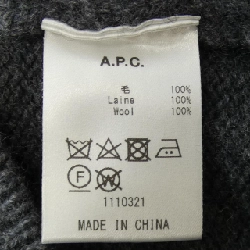 A.P.C.
毛 100%
Laine 100%
Wool 100%
F W
1110321
MADE IN CHINA